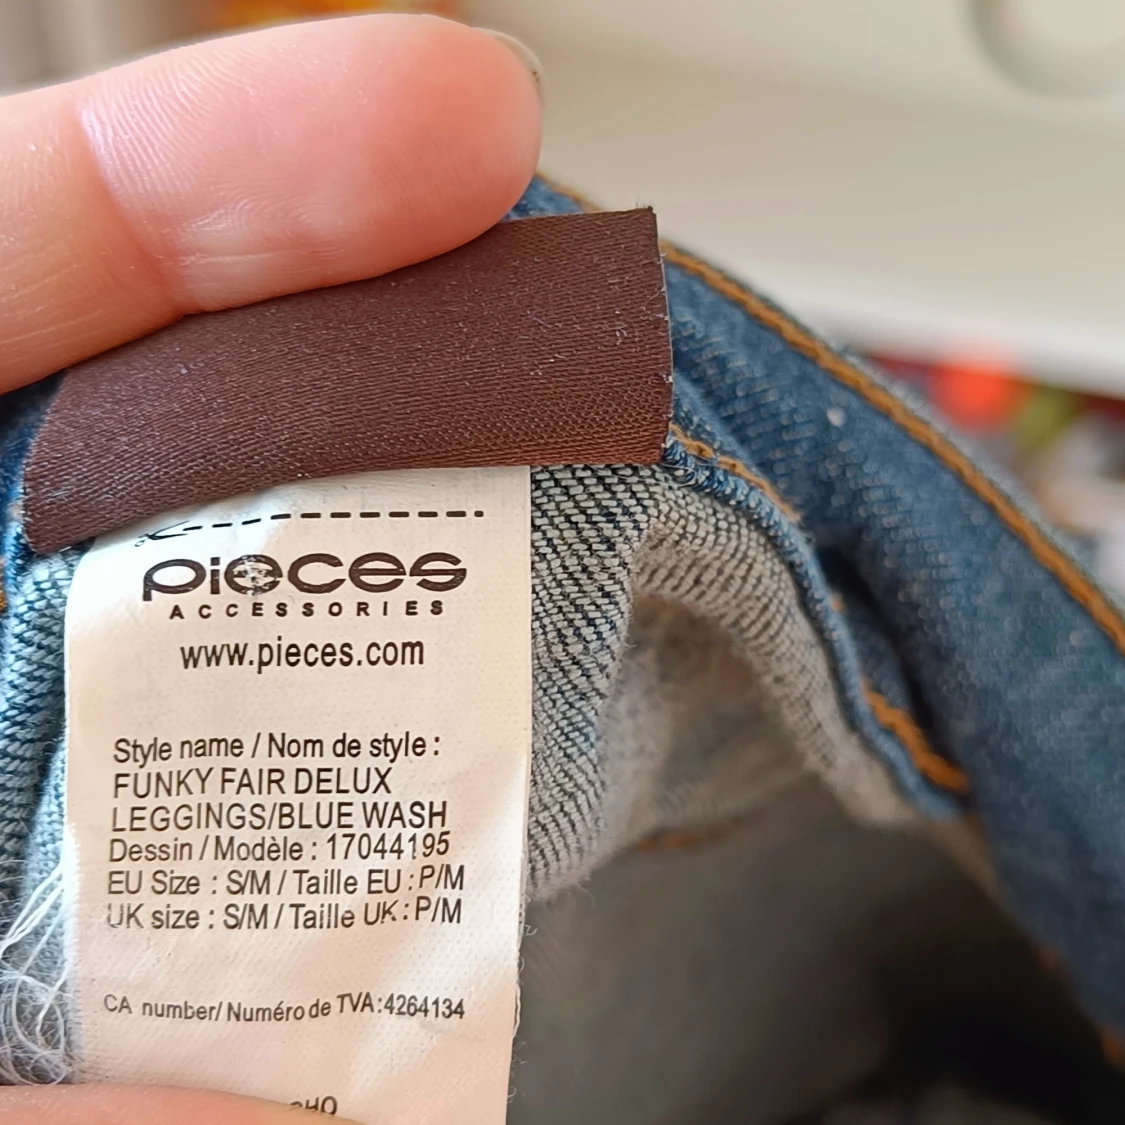 pieces
ACCESSORIES
www.pieces.com
Style name / Nom de style :
FUNKY FAIR DELUX
LEGGINGS/BLUE WASH
Dessin / Modèle : 17044195
EU Size : S/M / Taille EU : P/M
UK size : S/M / Taille UK : P/M
CA number/ Numéro de TVA:4264134